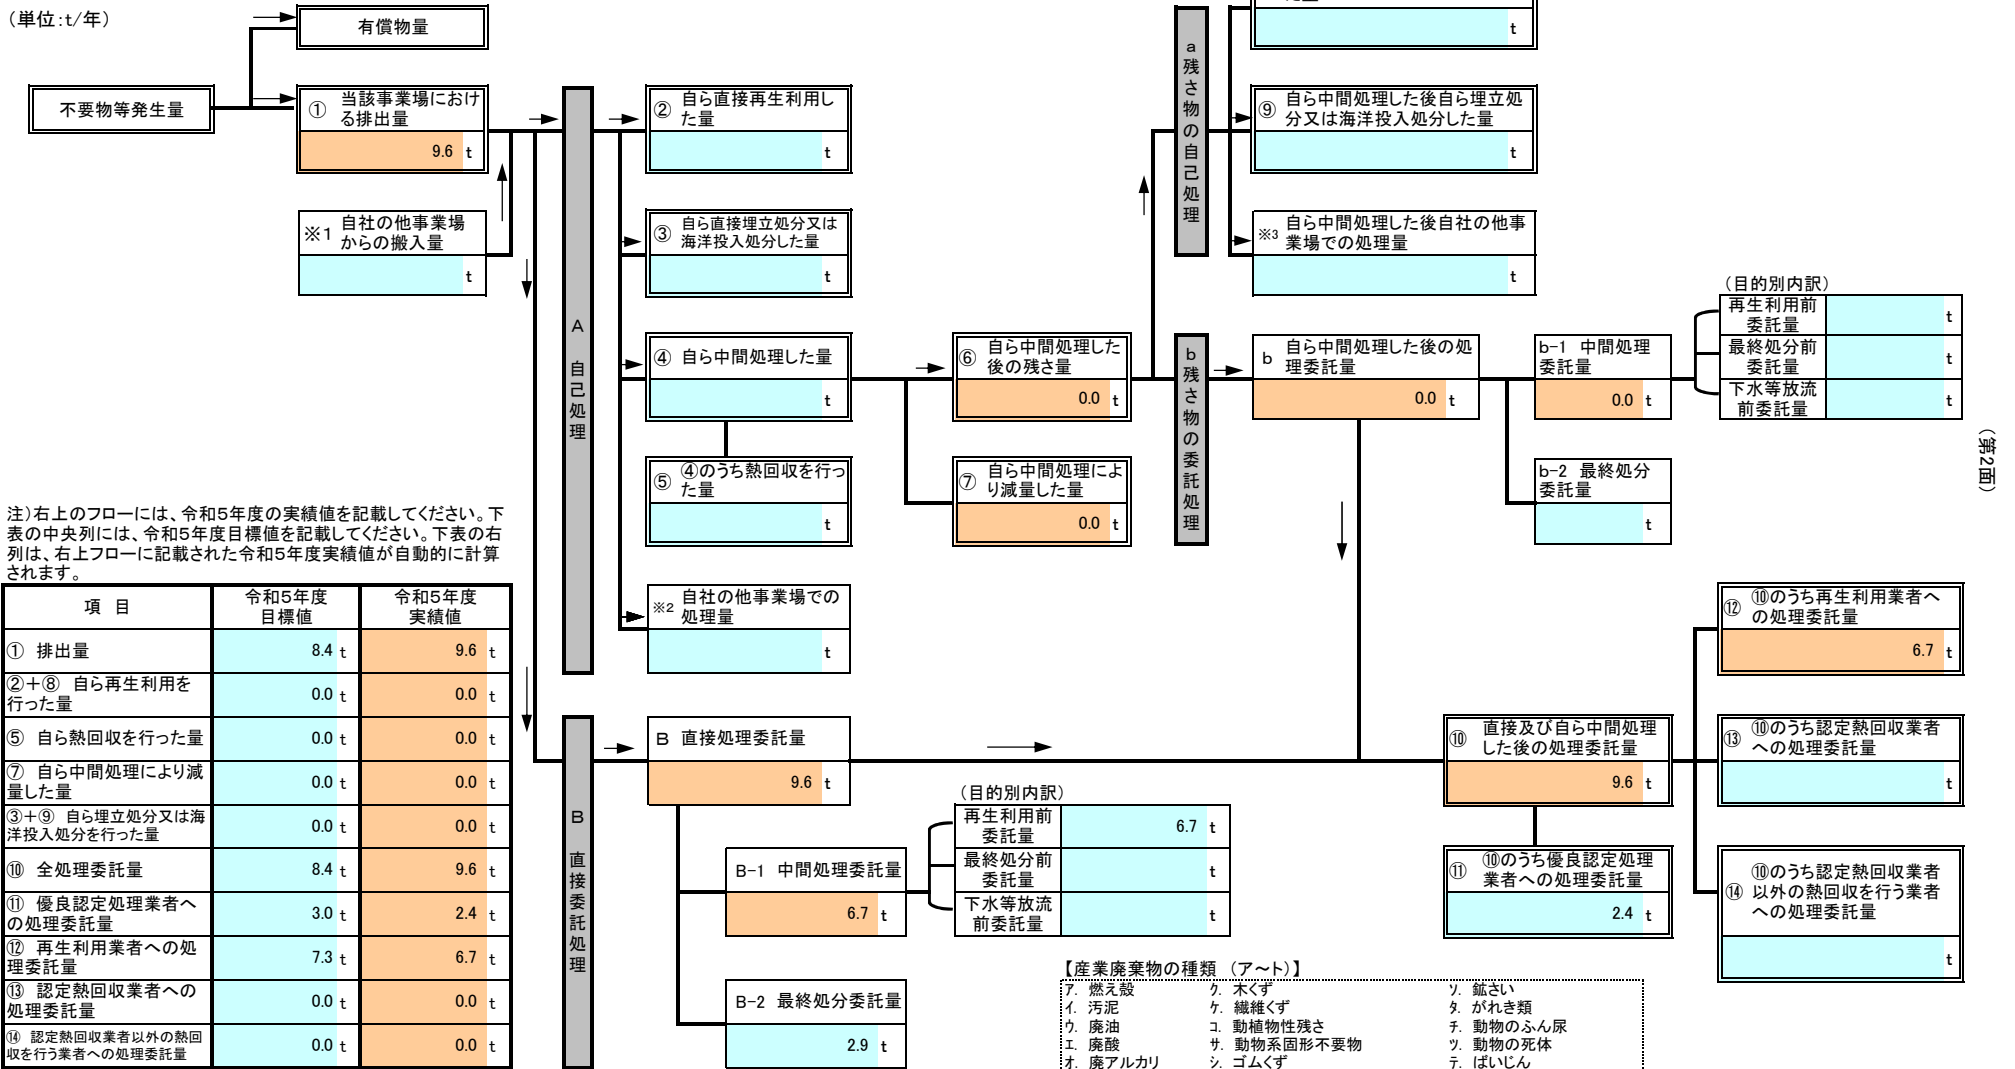 （単位：t/年）
有償物量
不要物等発生量
① 当該事業場におけ
る排出量
9.6 t
※1 自社の他事業場
からの搬入量
t
A 自己処理
② 自ら直接再生利用し
た量
t
③ 自ら直接埋立処分又は
海洋投入処分した量
t
④ 自ら中間処理した量
t
⑤ ④のうち熱回収を行っ
た量
t
※2 自社の他事業場での
処理量
t
⑥ 自ら中間処理した
後の残さ量
0.0 t
⑦ 自ら中間処理によ
り減量した量
0.0 t
a 残さ物の自己処理
t
⑨ 自ら中間処理した後自ら埋立処
分又は海洋投入処分した量
t
※3 自ら中間処理した後自社の他事
業場での処理量
t
b 残さ物の委託処理
b 自ら中間処理した後の処
理委託量
0.0 t
b-1 中間処理
委託量
0.0 t
b-2 最終処分
委託量
t
（目的別内訳）
再生利用前
委託量 t
最終処分前
委託量 t
下水等放流
前委託量 t
（第2面）
注）右上のフローには、令和5年度の実績値を記載してください。下
表の中央列には、令和5年度目標値を記載してください。下表の右
列は、右上フローに記載された令和5年度実績値が自動的に計算
されます。
項 目 令和5年度
目標値 令和5年度
実績値
① 排出量 8.4 t 9.6 t
②＋⑧ 自ら再生利用を
行った量 0.0 t 0.0 t
⑤ 自ら熱回収を行った量 0.0 t 0.0 t
⑦ 自ら中間処理により減
量した量 0.0 t 0.0 t
③＋⑨ 自ら埋立処分又は海
洋投入処分を行った量 0.0 t 0.0 t
⑩ 全処理委託量 8.4 t 9.6 t
⑪ 優良認定処理業者へ
の処理委託量 3.0 t 2.4 t
⑫ 再生利用業者への処
理委託量 7.3 t 6.7 t
⑬ 認定熱回収業者への
処理委託量 0.0 t 0.0 t
⑭ 認定熱回収業者以外の熱回
収を行う業者への処理委託量 0.0 t 0.0 t
B 直接委託処理
B 直接処理委託量
9.6 t
B-1 中間処理委託量
6.7 t
B-2 最終処分委託量
2.9 t
（目的別内訳）
再生利用前
委託量 6.7 t
最終処分前
委託量 t
下水等放流
前委託量 t
⑩ 直接及び自ら中間処理
した後の処理委託量
9.6 t
⑪ ⑩のうち優良認定処理
業者への処理委託量
2.4 t
⑫ ⑩のうち再生利用業者へ
の処理委託量
6.7 t
⑬ ⑩のうち認定熱回収業者
への処理委託量
t
⑭ ⑩のうち認定熱回収業者
以外の熱回収を行う業者
への処理委託量
t
【産業廃棄物の種類 （ア～ト）】
ア. 燃え殻 ク. 木くず ソ. 鉱さい
イ. 汚泥 ケ. 繊維くず タ. がれき類
ウ. 廃油 コ. 動植物性残さ チ. 動物のふん尿
エ. 廃酸 サ. 動物系固形不要物 ツ. 動物の死体
オ. 廃アルカリ シ. ゴムくず テ. ばいじん